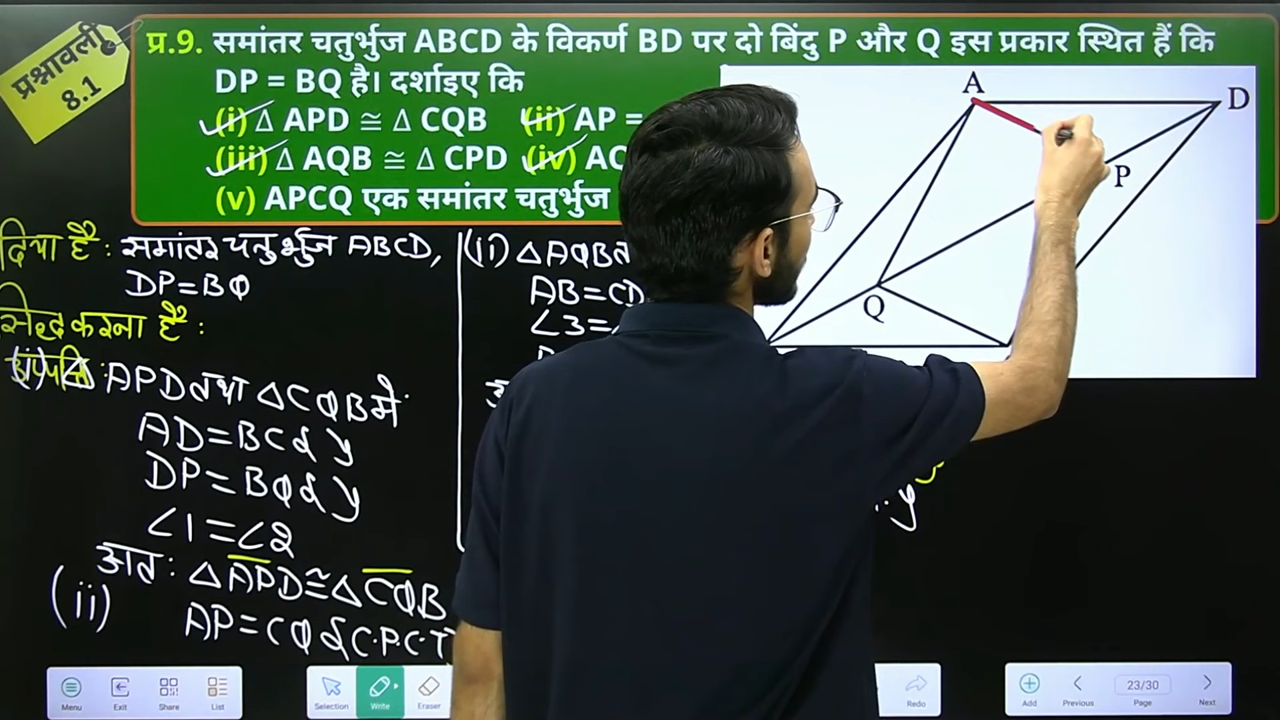 प्रश्नावली
8.1
प्र.9. समांतर चतुर्भुज ABCD के विकर्ण BD पर दो बिंदु P और Q इस प्रकार स्थित हैं कि
DP = BQ है। दर्शाइए कि
(i) Δ APD ≅ Δ CQB (ii) AP =
(iii) Δ AQB ≅ Δ CPD (iv)
(v) APCQ एक समांतर चतुर्भुज
A
D
P
Q
दिया है: समांतर चतुर्भुज ABCD,
DP=BQ
सिद्ध करना है:
(i) Δ APD तथा ΔCQB में
AD=BC
DP=BQ
∠1=∠2
अतः ΔAPD≅ΔCQB
(ii) AP=CQ {C.P.C.T
(ii) ΔAQB
AB=CD
∠3=
Menu
Exit
Share
List
Selection
Write
Eraser
Redo
Add
Previous
23/30
Page
Next